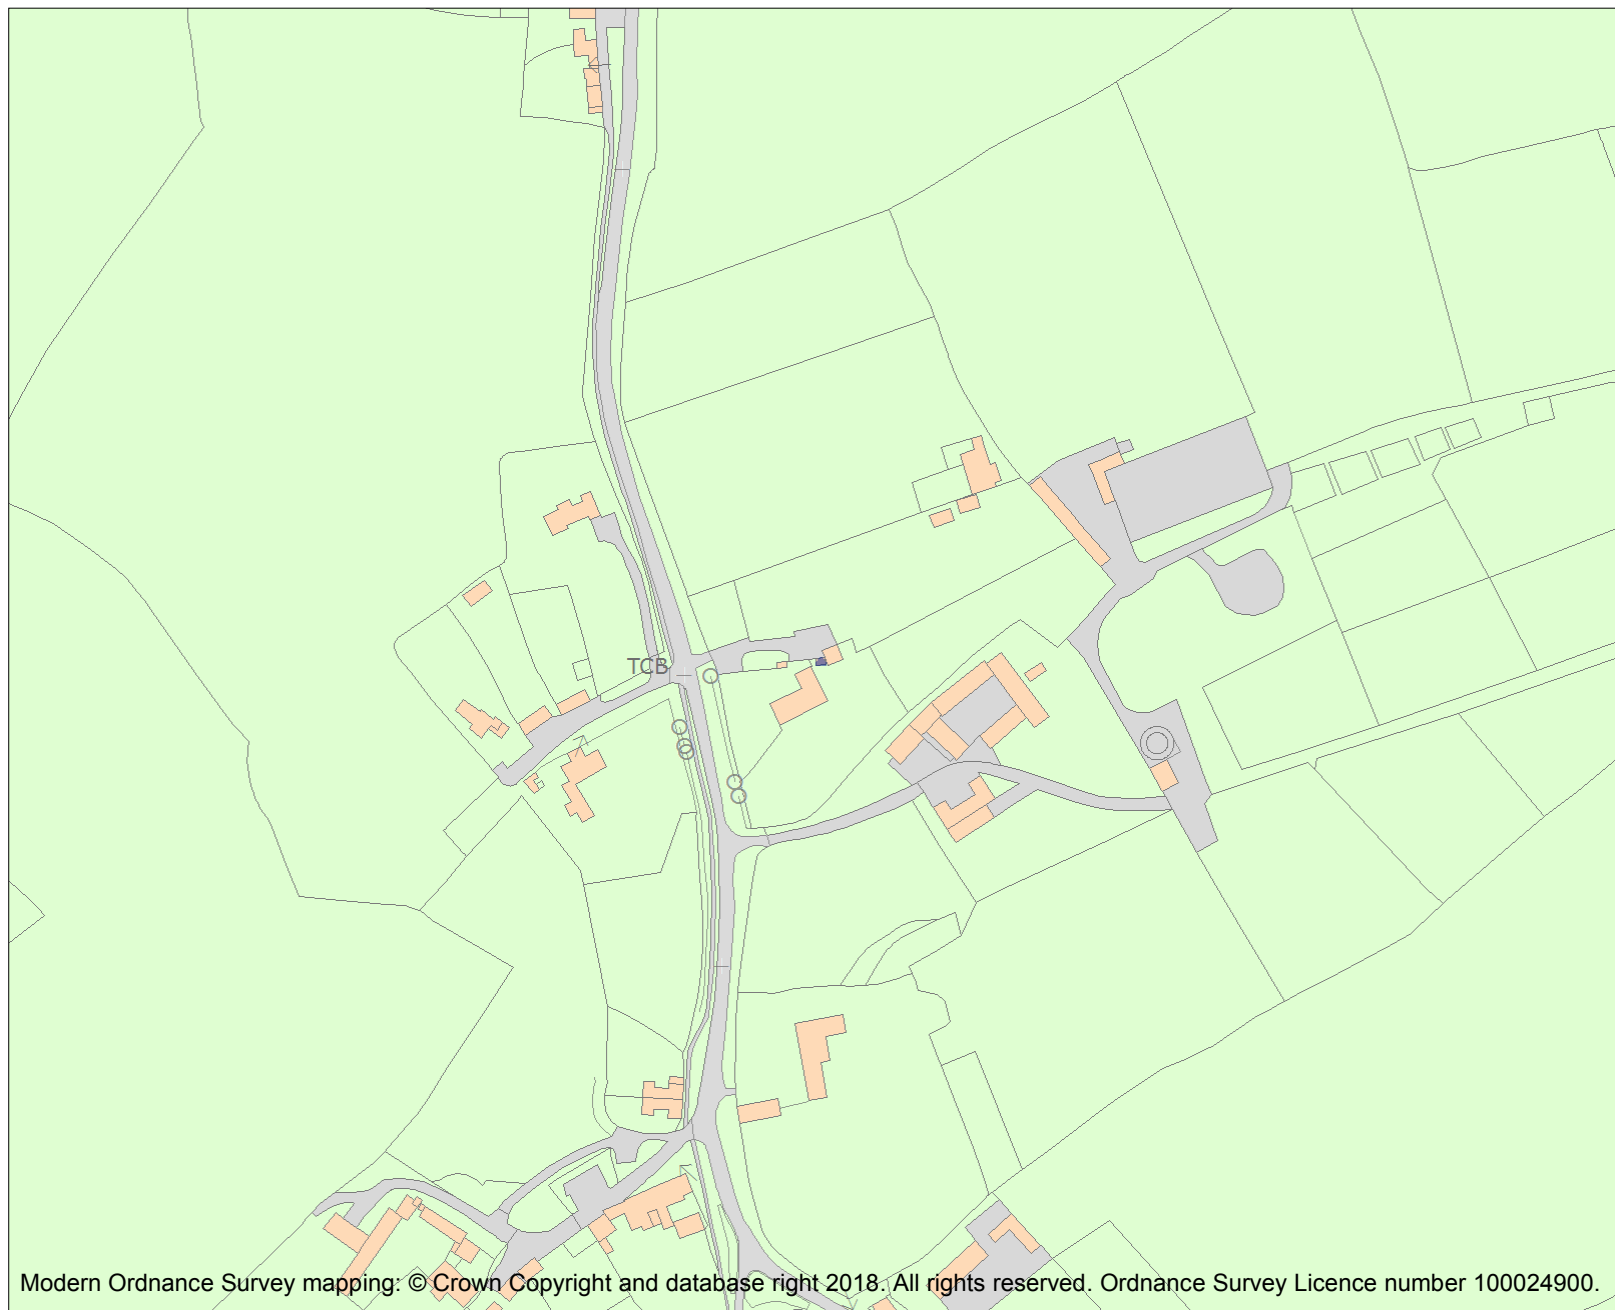 TCB
Modern Ordnance Survey mapping: © Crown Copyright and database right 2018. All rights reserved. Ordnance Survey Licence number 100024900.